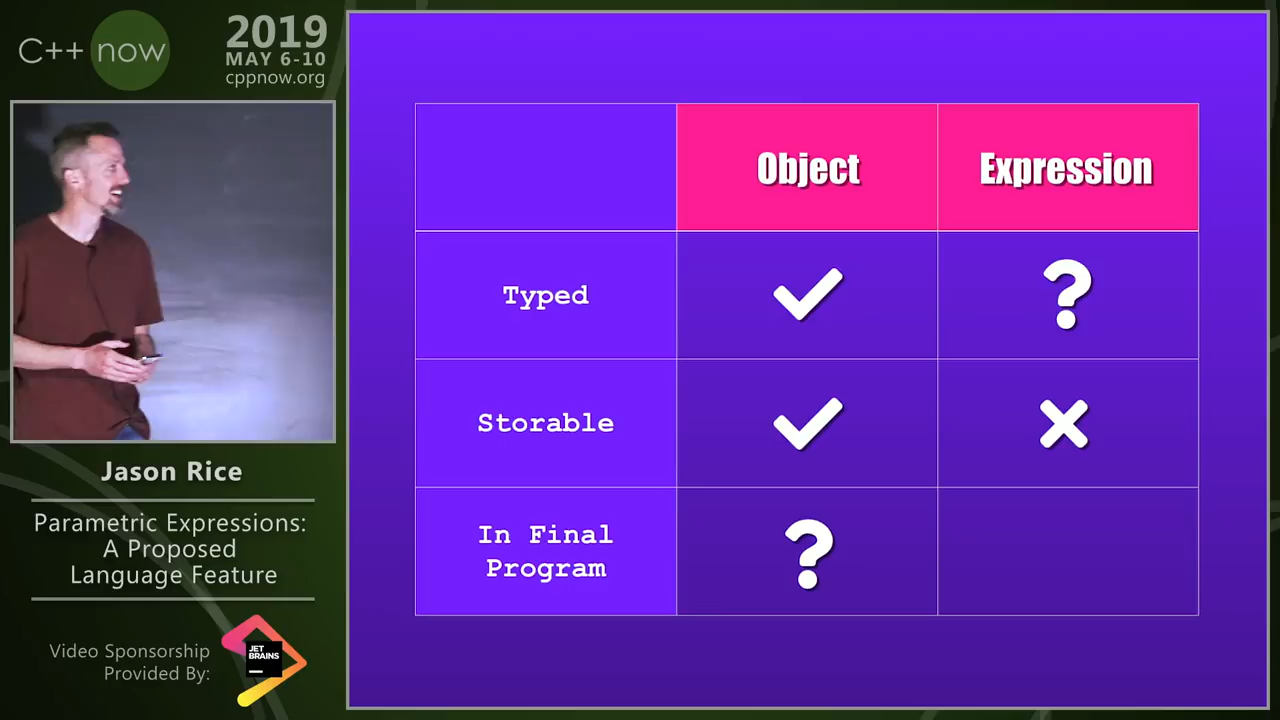 C++ now
2019
MAY 6-10
cppnow.org
Jason Rice
Parametric Expressions:
A Proposed
Language Feature
Video Sponsorship
Provided By:
JET
BRAINS
Object Expression
Typed
?
Storable
In Final
Program
?